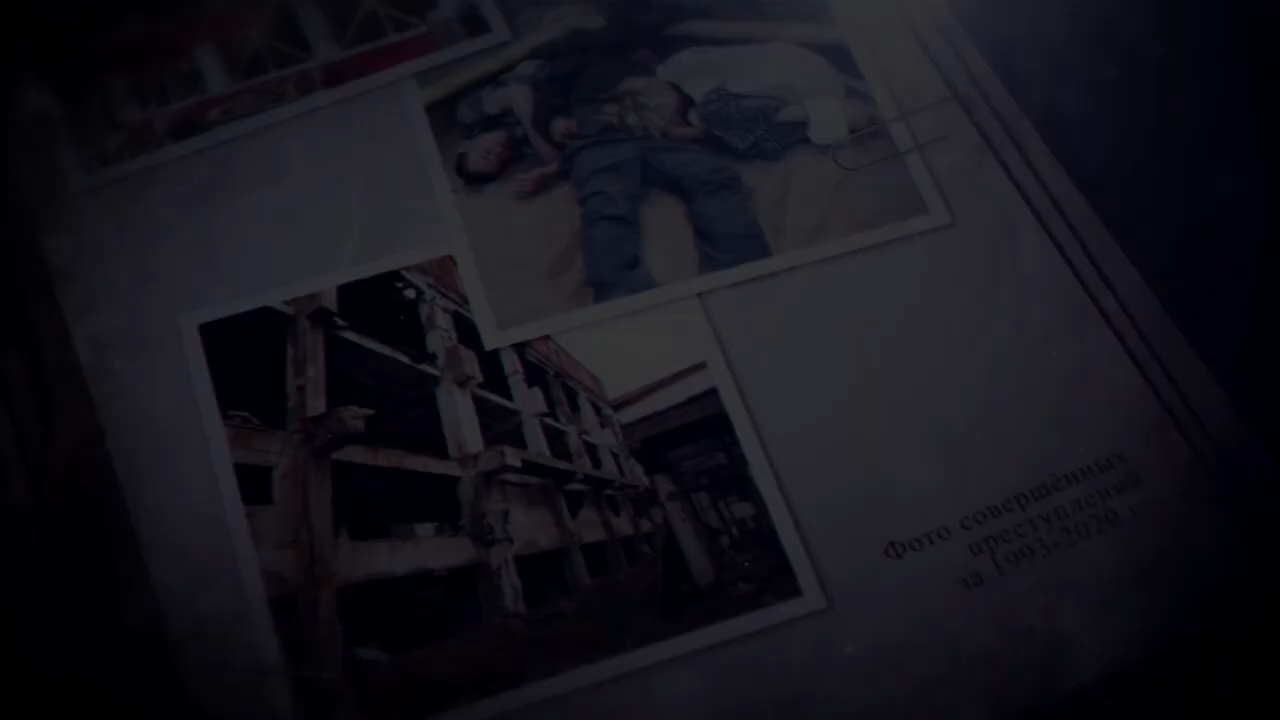 Фото совершённых
преступлений
за 1993-2020 г.